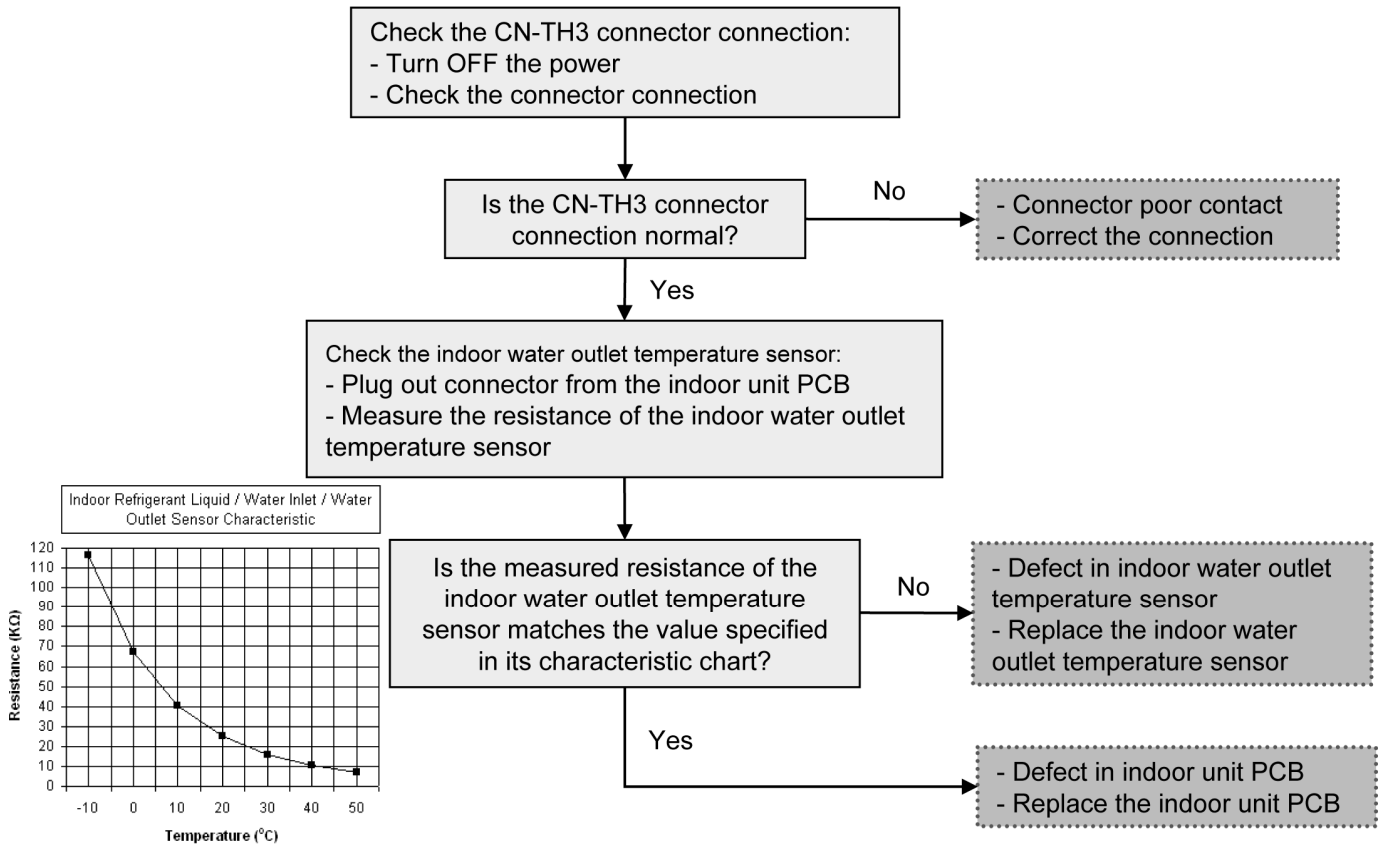 Check the CN-TH3 connector connection:
- Turn OFF the power
- Check the connector connection
Is the CN-TH3 connector
connection normal?
No
- Connector poor contact
- Correct the connection
Yes
Check the indoor water outlet temperature sensor:
- Plug out connector from the indoor unit PCB
- Measure the resistance of the indoor water outlet
temperature sensor
Indoor Refrigerant Liquid / Water Inlet / Water
Outlet Sensor Characteristic
Resistance (KΩ)
120
110
100
90
80
70
60
50
40
30
20
10
0
-10 0 10 20 30 40 50
Temperature (°C)
Is the measured resistance of the
indoor water outlet temperature
sensor matches the value specified
in its characteristic chart?
No
- Defect in indoor water outlet
temperature sensor
- Replace the indoor water
outlet temperature sensor
Yes
- Defect in indoor unit PCB
- Replace the indoor unit PCB